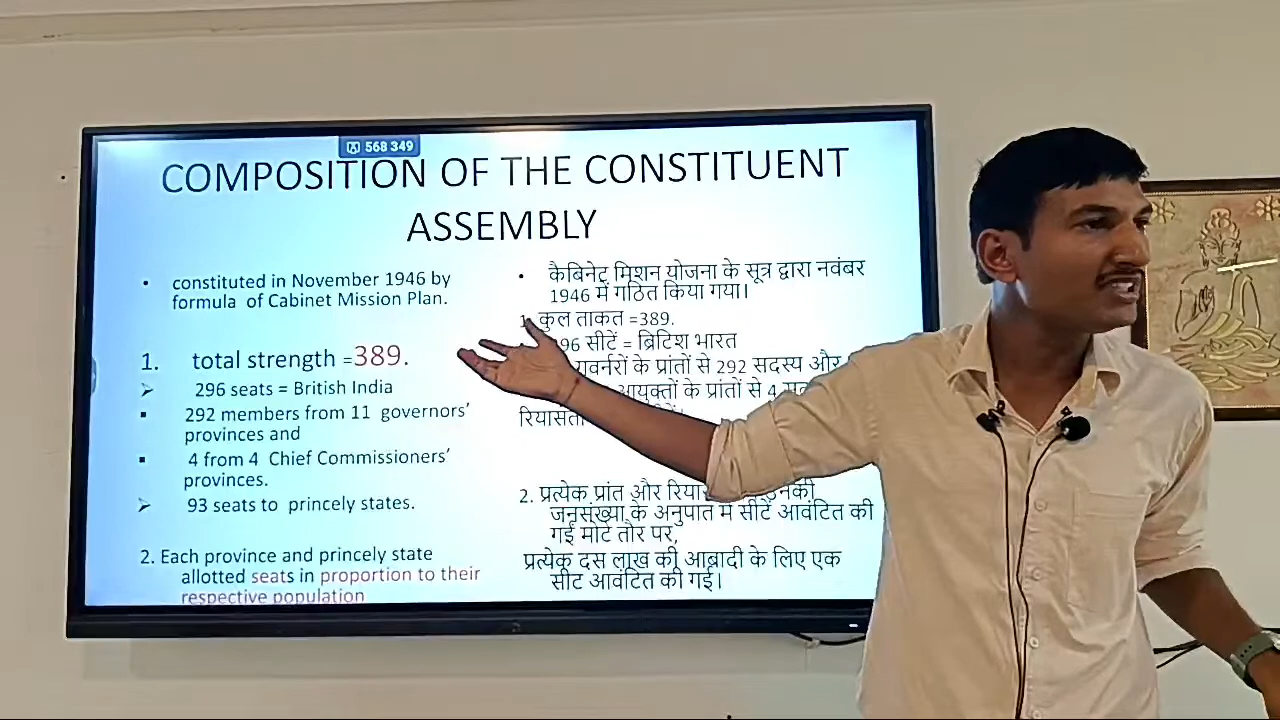 568 349
COMPOSITION OF THE CONSTITUENT
ASSEMBLY
• constituted in November 1946 by
formula of Cabinet Mission Plan.
1. total strength =389.
➢ 296 seats = British India
▪ 292 members from 11 governors’
provinces and
▪ 4 from 4 Chief Commissioners’
provinces.
➢ 93 seats to princely states.
2. Each province and princely state
allotted seats in proportion to their
respective population
• कैबिनेट मिशन योजना के सूत्र द्वारा नवंबर
1946 में गठित किया गया।
1. कुल ताकत =389.
96 सीटें = ब्रिटिश भारत
गवर्नरों के प्रांतों से 292 सदस्य और
आयुक्तों के प्रांतों से 4
2. प्रत्येक प्रांत और
जनसंख्या के अनुपात में सीटें आवंटित की
गई मोटे तौर पर,
प्रत्येक दस लाख की आबादी के लिए एक
सीट आवंटित की गई।